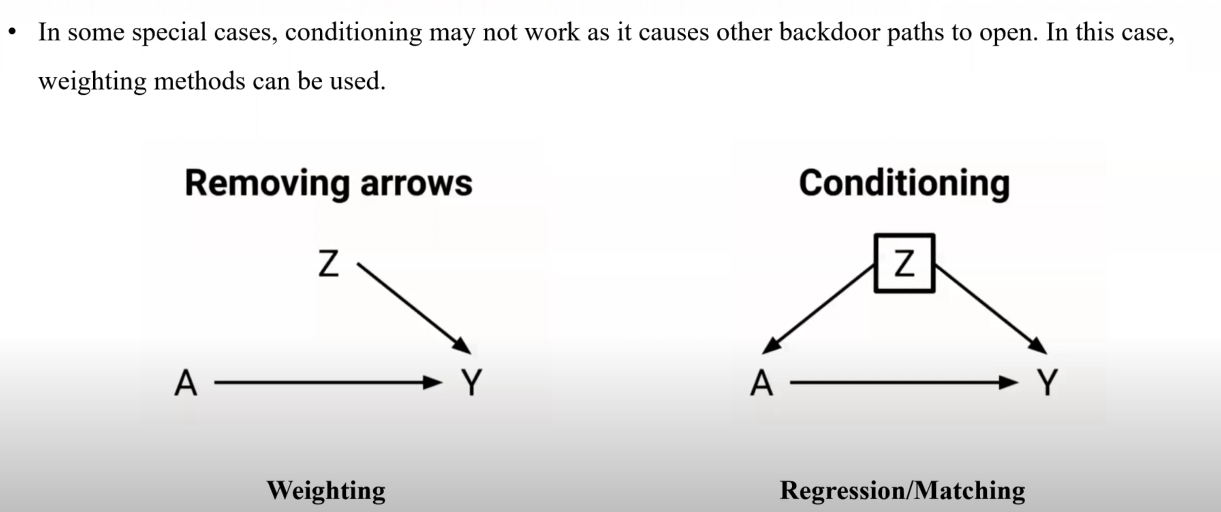 • In some special cases, conditioning may not work as it causes other backdoor paths to open. In this case,
weighting methods can be used.
Removing arrows
Conditioning
Z
Z
A
Y
A
Y
Weighting
Regression/Matching